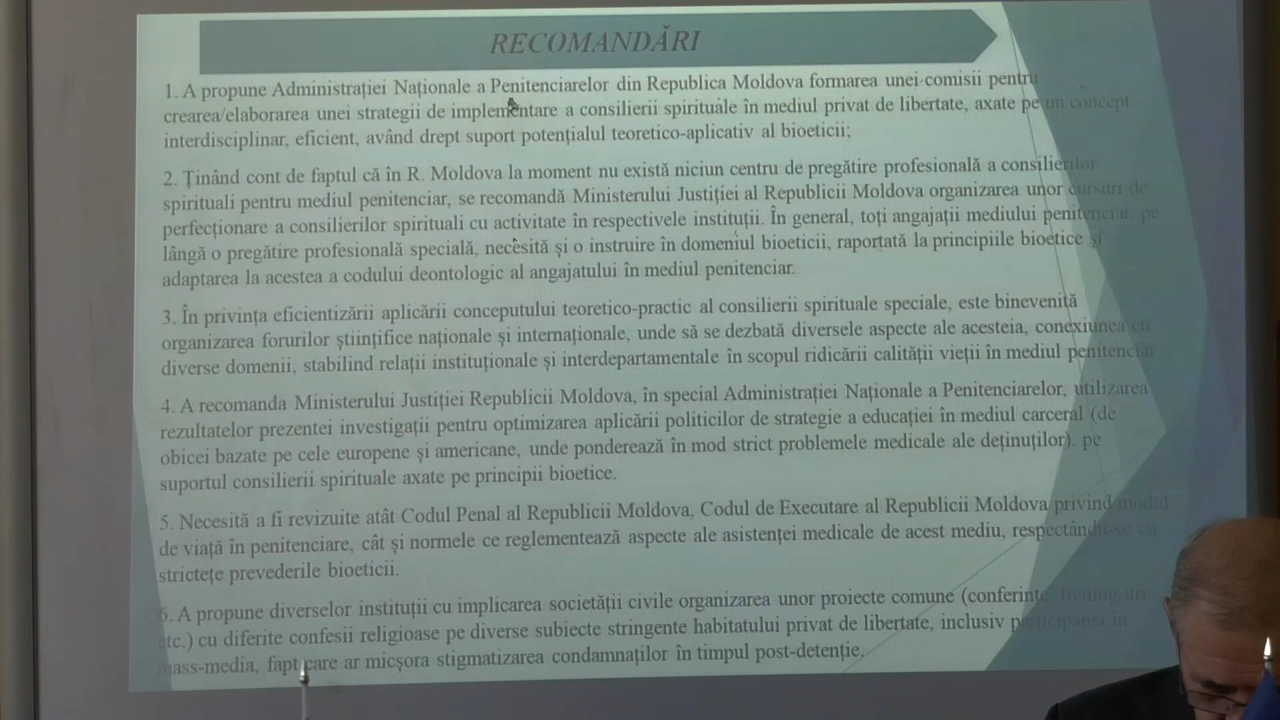 RECOMANDĂRI
1. A propune Administrației Naționale a Penitenciarelor din Republica Moldova formarea unei comisii pentru
crearea/elaborarea unei strategii de implementare a consilierii spirituale în mediul privat de libertate, axate pe un concept
interdisciplinar, eficient, având drept suport potențialul teoretico-aplicativ al bioeticii;
2. Ținând cont de faptul că în R. Moldova la moment nu există niciun centru de pregătire profesională a consilierilor
spirituali pentru mediul penitenciar, se recomandă Ministerului Justiției al Republicii Moldova organizarea unor cursuri de
perfecționare a consilierilor spirituali cu activitate în respectivele instituții. În general, toți angajații mediului penitenciar, pe
lângă o pregătire profesională specială, necesită și o instruire în domeniul bioeticii, raportată la principiile bioetice și
adaptarea la acestea a codului deontologic al angajatului în mediul penitenciar.
3. În privința eficientizării aplicării conceputului teoretico-practic al consilierii spirituale speciale, este binevenită
organizarea forurilor științifice naționale și internaționale, unde să se dezbată diversele aspecte ale acesteia, conexiunea cu
diverse domenii, stabilind relații instituționale și interdepartamentale în scopul ridicării calității vieții în mediul penitenciar
4. A recomanda Ministerului Justiției Republicii Moldova, în special Administrației Naționale a Penitenciarelor, utilizarea
rezultatelor prezentei investigații pentru optimizarea aplicării politicilor de strategie a educației în mediul carceral (de
obicei bazate pe cele europene și americane, unde ponderează în mod strict problemele medicale ale deținuților). pe
suportul consilierii spirituale axate pe principii bioetice.
5. Necesită a fi revizuite atât Codul Penal al Republicii Moldova, Codul de Executare al Republicii Moldova privind modul
de viață în penitenciare, cât și normele ce reglementează aspecte ale asistenței medicale de acest mediu, respectându-se cu
strictețe prevederile bioeticii.
6. A propune diverselor instituții cu implicarea societății civile organizarea unor proiecte comune (conferințe, trening-uri
etc.) cu diferite confesii religioase pe diverse subiecte stringente habitatului privat de libertate, inclusiv participarea în
mass-media, fapt care ar micșora stigmatizarea condamnaților în timpul post-detenție.